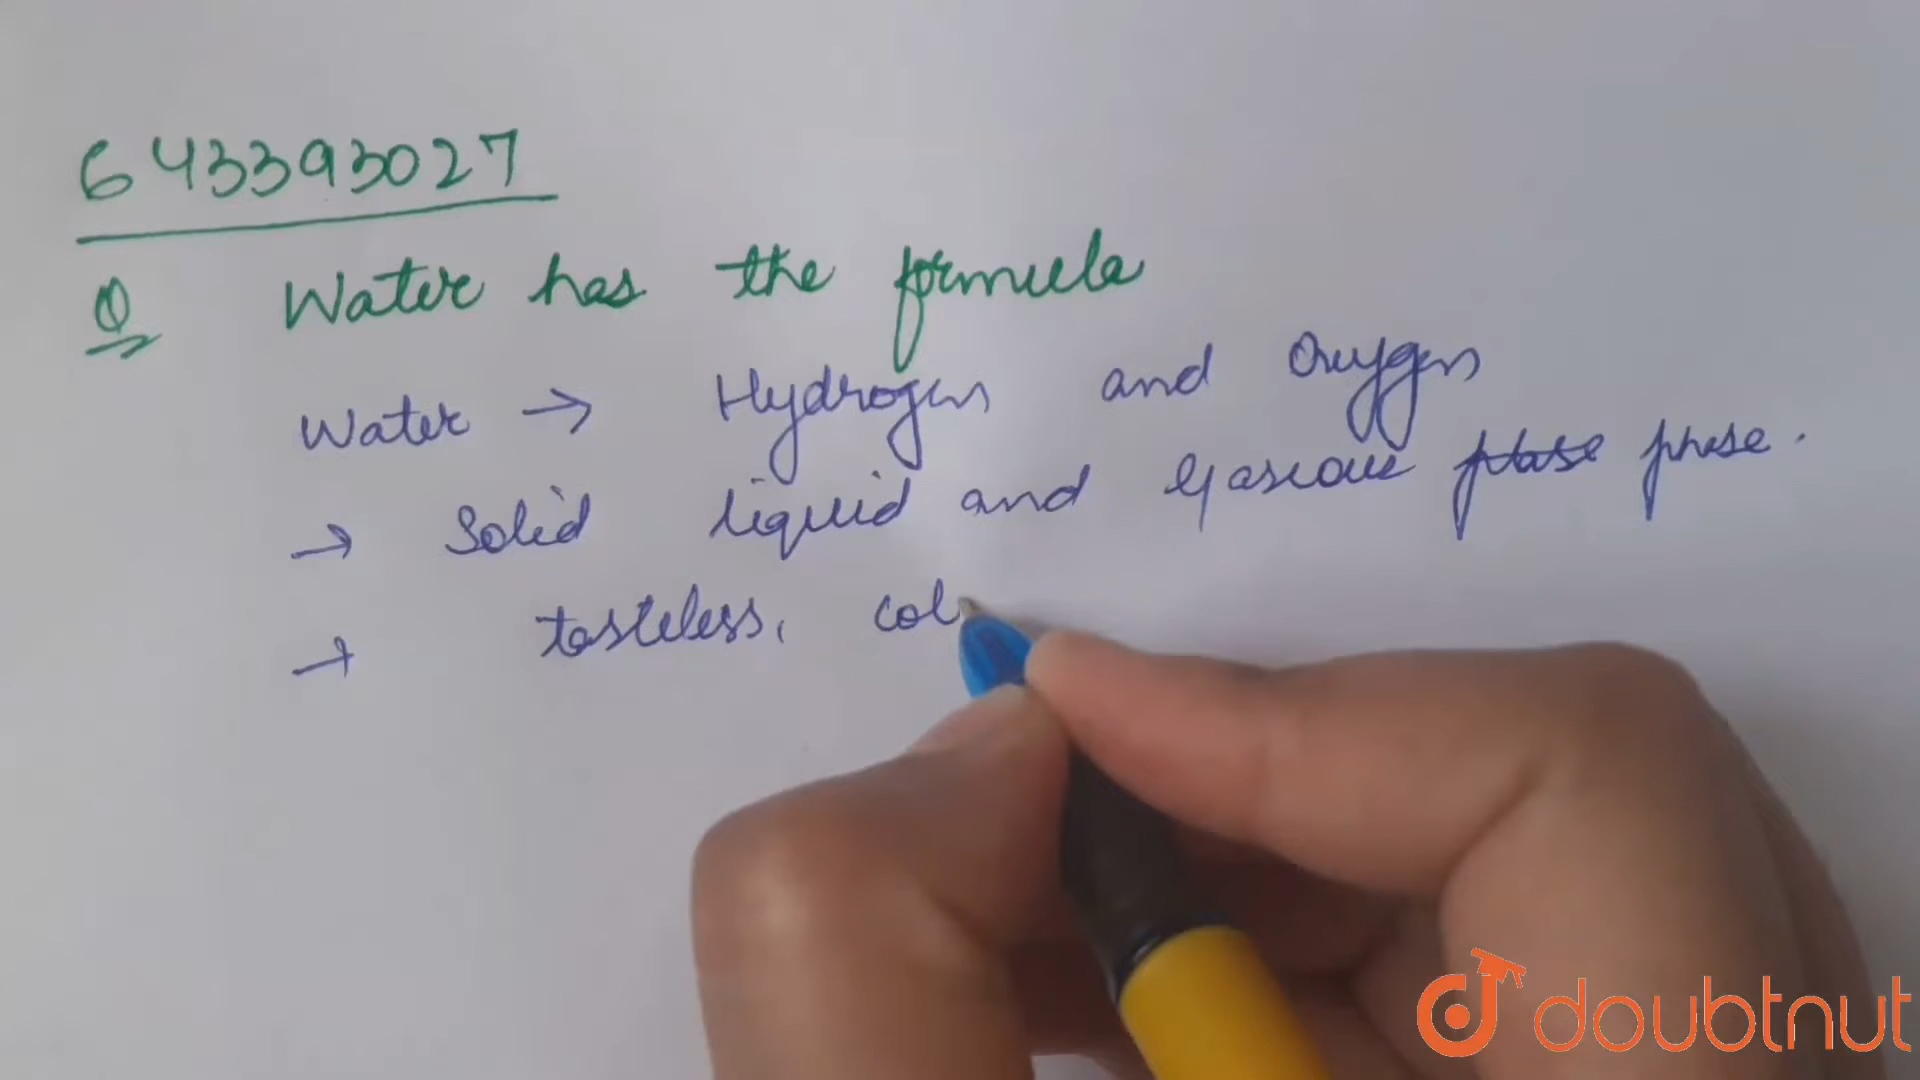 643393027
Q Water has the formula
Water → Hydrogen and Oxygen
→ Solid liquid and Gaseous phase phase.
→ tasteless, col
doubtnut